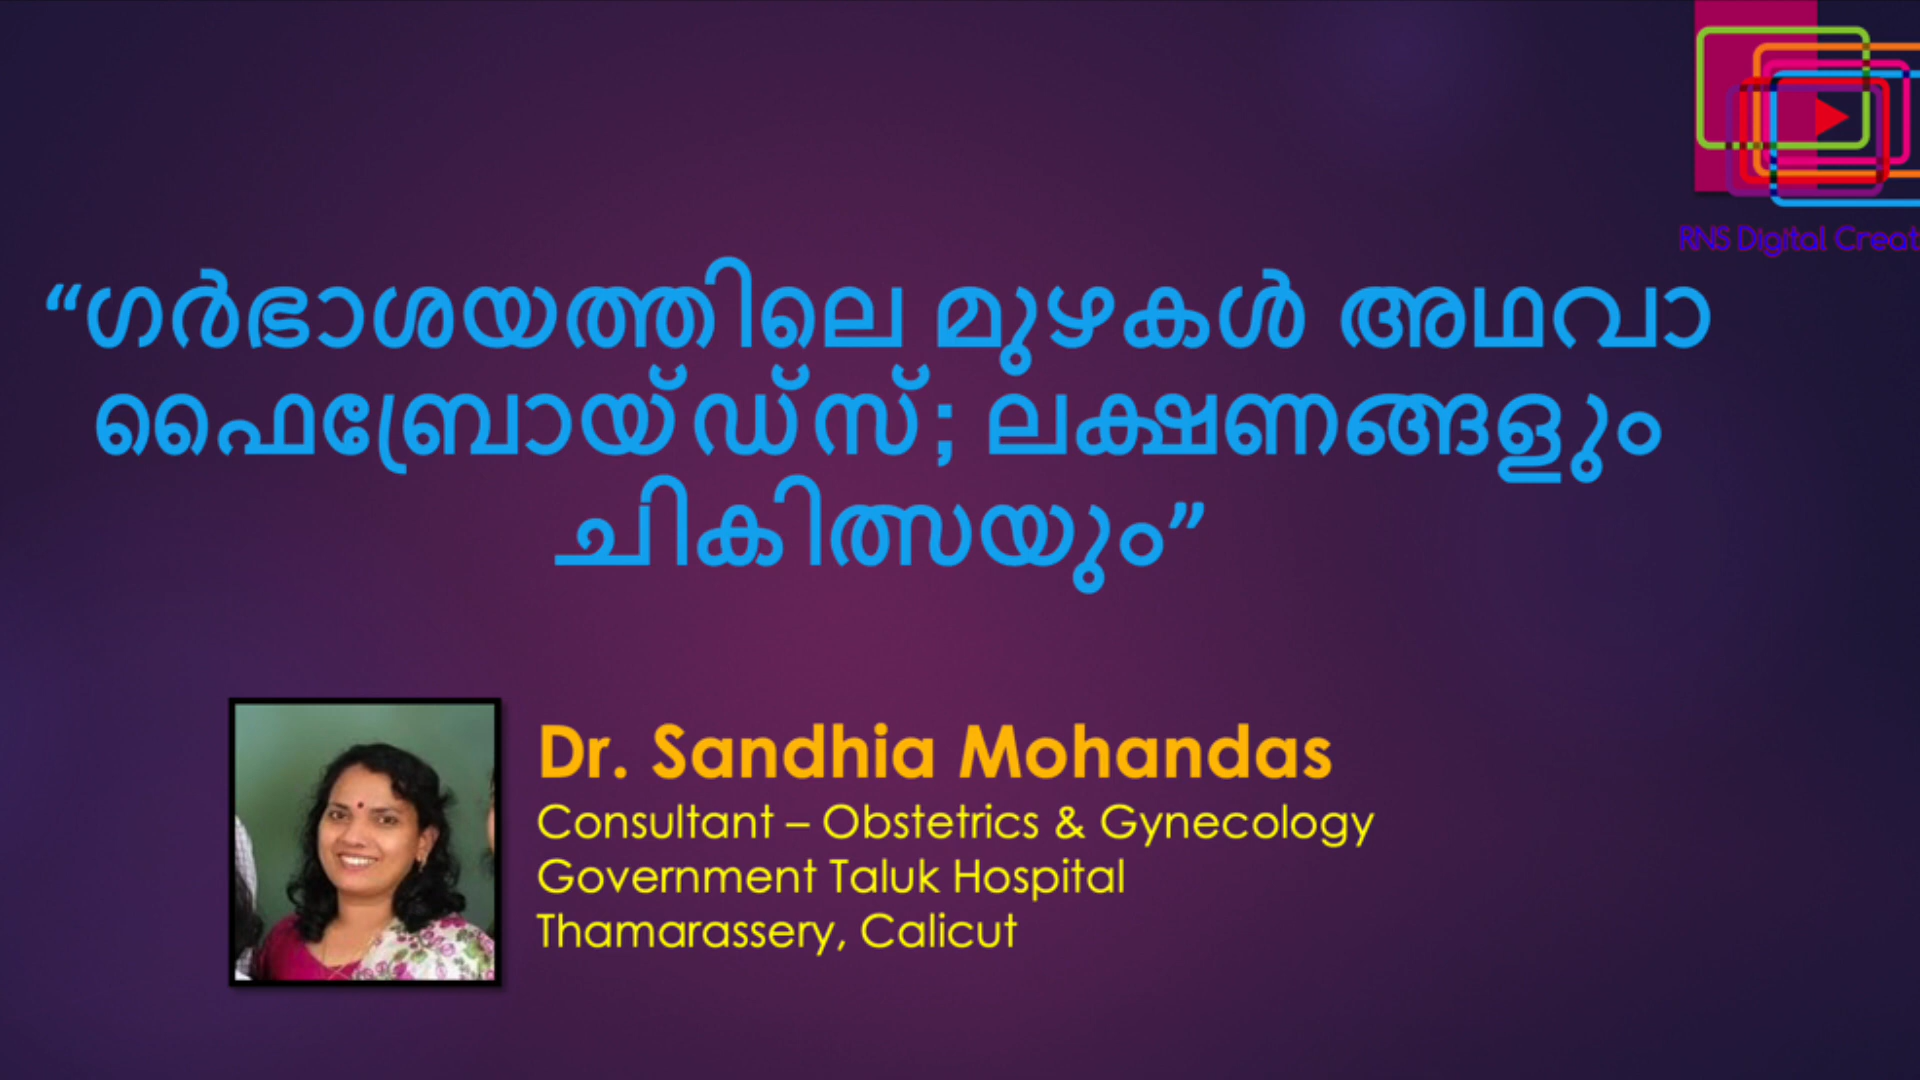 RNS Digital Creat
“ഗർഭാശയത്തിലെ മുഴകൾ അഥവാ
ഫൈബ്രോയ്ഡ്സ്; ലക്ഷണങ്ങളും
ചികിത്സയും”
Dr. Sandhia Mohandas
Consultant – Obstetrics & Gynecology
Government Taluk Hospital
Thamarassery, Calicut